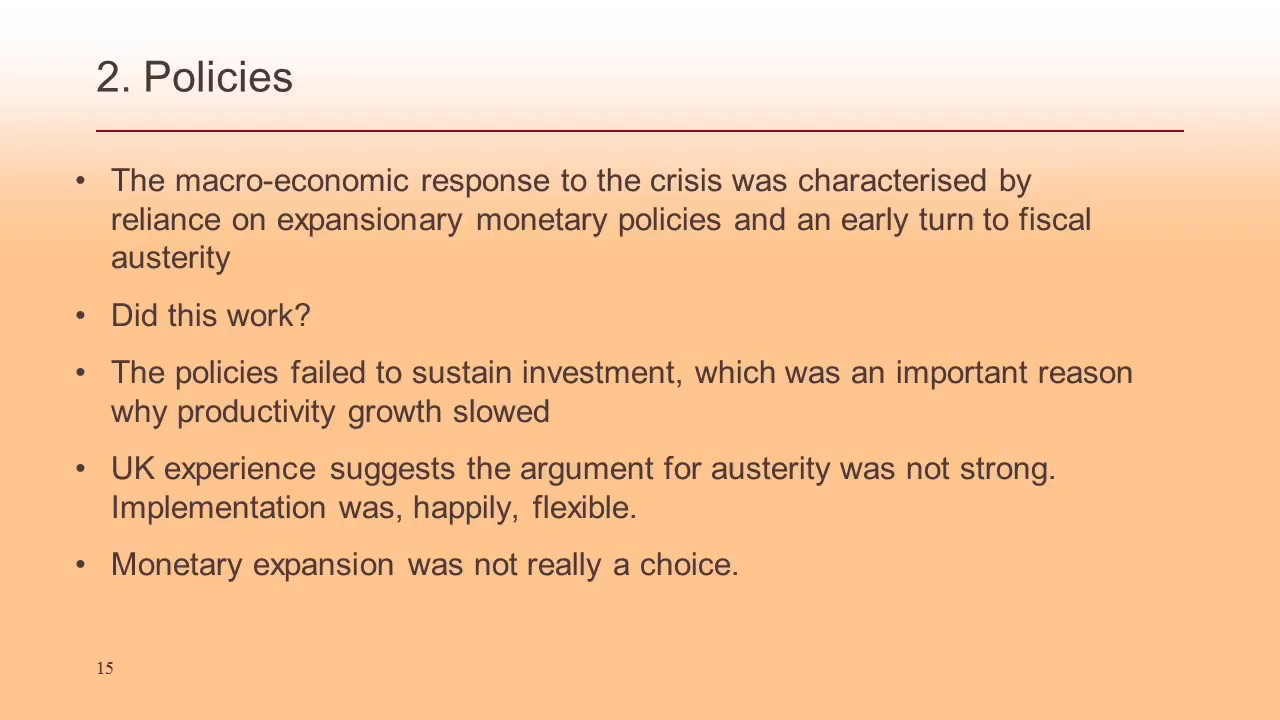 2. Policies
• The macro-economic response to the crisis was characterised by
reliance on expansionary monetary policies and an early turn to fiscal
austerity
• Did this work?
• The policies failed to sustain investment, which was an important reason
why productivity growth slowed
• UK experience suggests the argument for austerity was not strong.
Implementation was, happily, flexible.
• Monetary expansion was not really a choice.
15